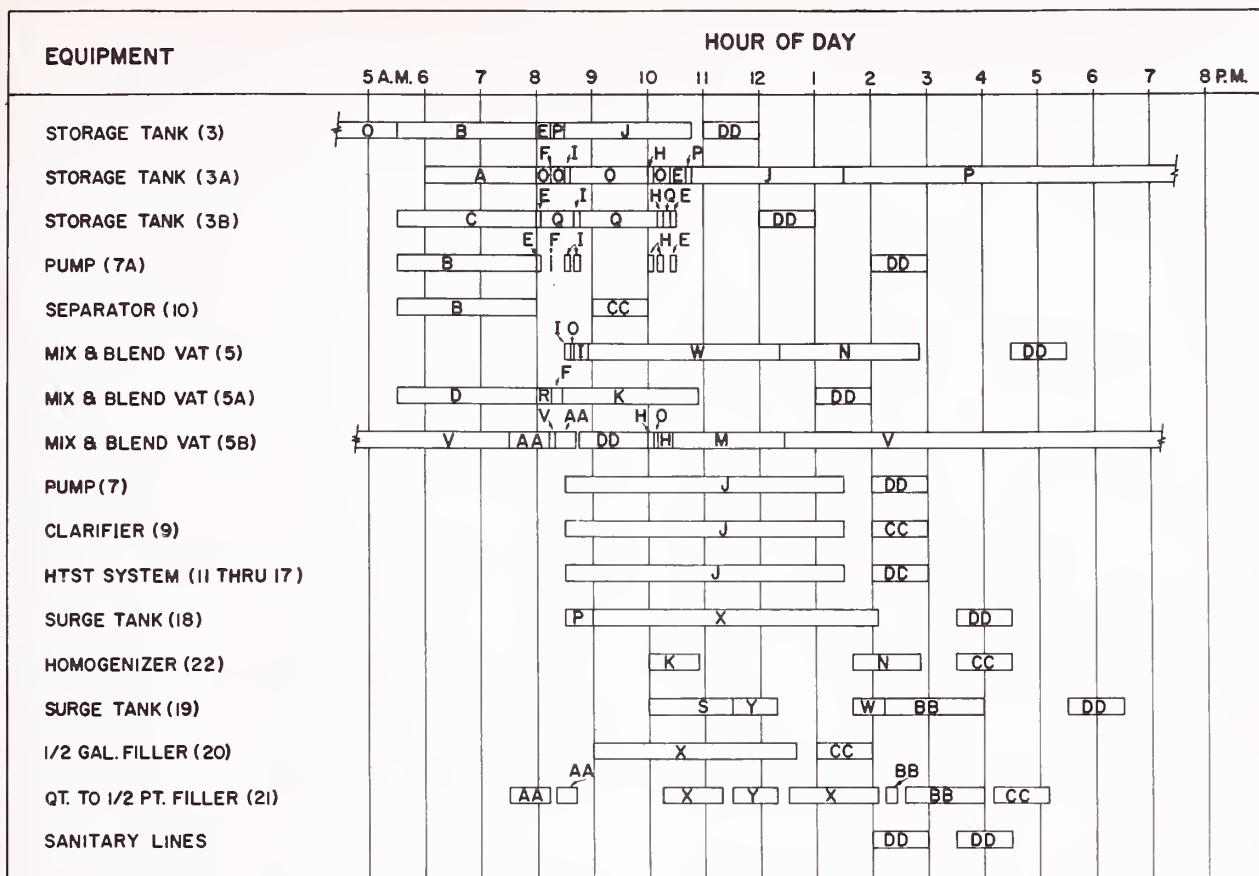 EQUIPMENT
HOUR OF DAY
5 A.M. 6 7 8 9 10 11 12 1 2 3 4 5 6 7 8 P.M.
STORAGE TANK (3) O B E P J DD
F I H P
STORAGE TANK (3A) A O O O O E J P
E I H Q E
STORAGE TANK (3B) C Q Q DD
E F I H E
PUMP (7A) B DD
SEPARATOR (10) B CC
I O
MIX & BLEND VAT (5) I W N DD
F
MIX & BLEND VAT (5A) D R K DD
V AA H O
MIX & BLEND VAT (5B) V AA DD H M V
PUMP (7) J DD
CLARIFIER (9) J CC
HTST SYSTEM (11 THRU 17) J DD
SURGE TANK (18) P X DD
HOMOGENIZER (22) K N CC
SURGE TANK (19) S Y W BB DD
1/2 GAL. FILLER (20) X CC
AA BB
QT. TO 1/2 PT. FILLER (21) AA X Y X BB CC
SANITARY LINES DD DD